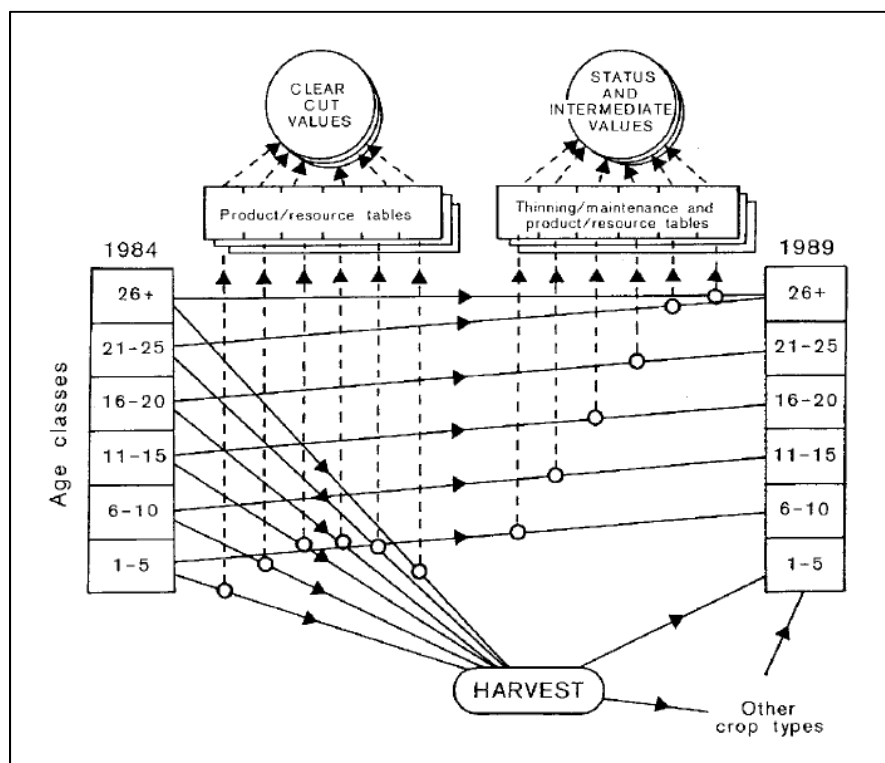 CLEAR
CUT
VALUES
STATUS
AND
INTERMEDIATE
VALUES
Product/resource tables
Thinning/maintenance and
product/resource tables
1984
1989
Age classes
26+
21-25
16-20
11-15
6-10
1-5
26+
21-25
16-20
11-15
6-10
1-5
HARVEST
Other
crop types